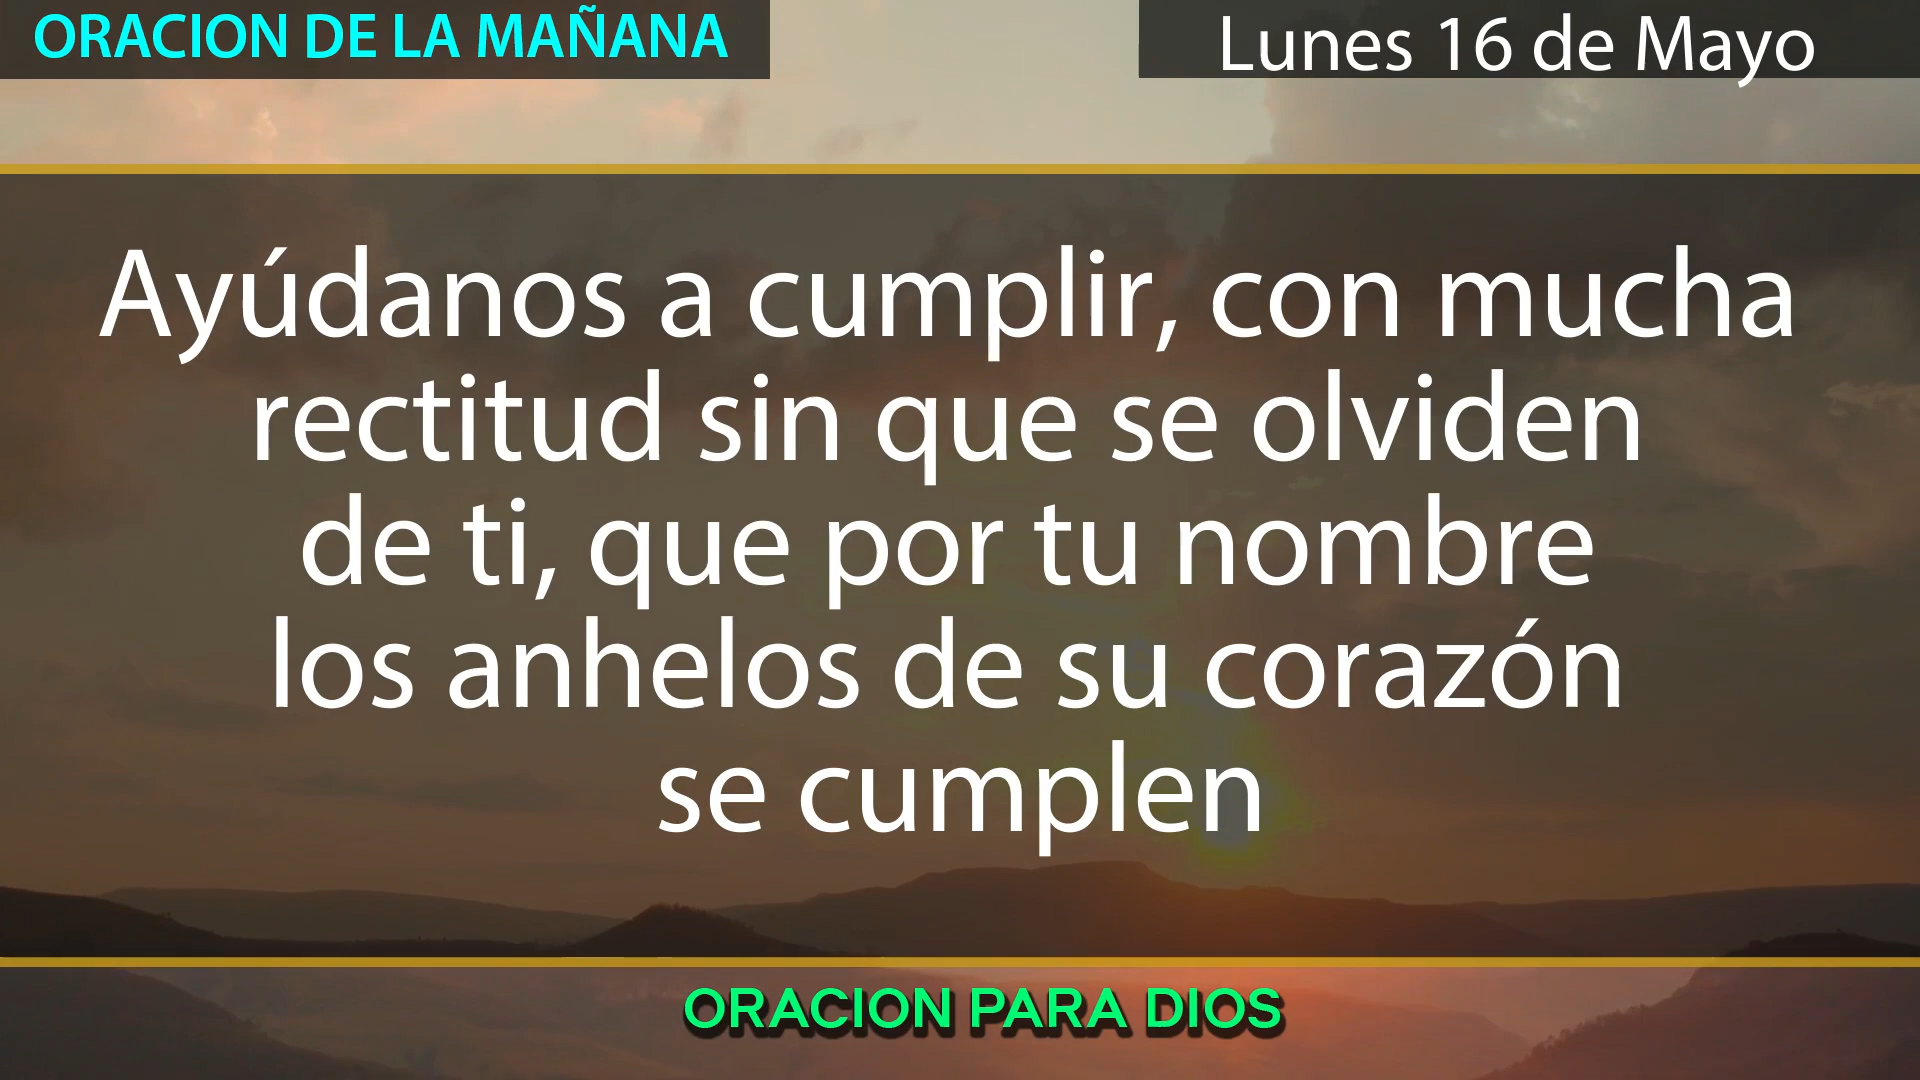 ORACION DE LA MAÑANA
Lunes 16 de Mayo
Ayúdanos a cumplir, con mucha
rectitud sin que se olviden
de ti, que por tu nombre
los anhelos de su corazón
se cumplen
ORACION PARA DIOS